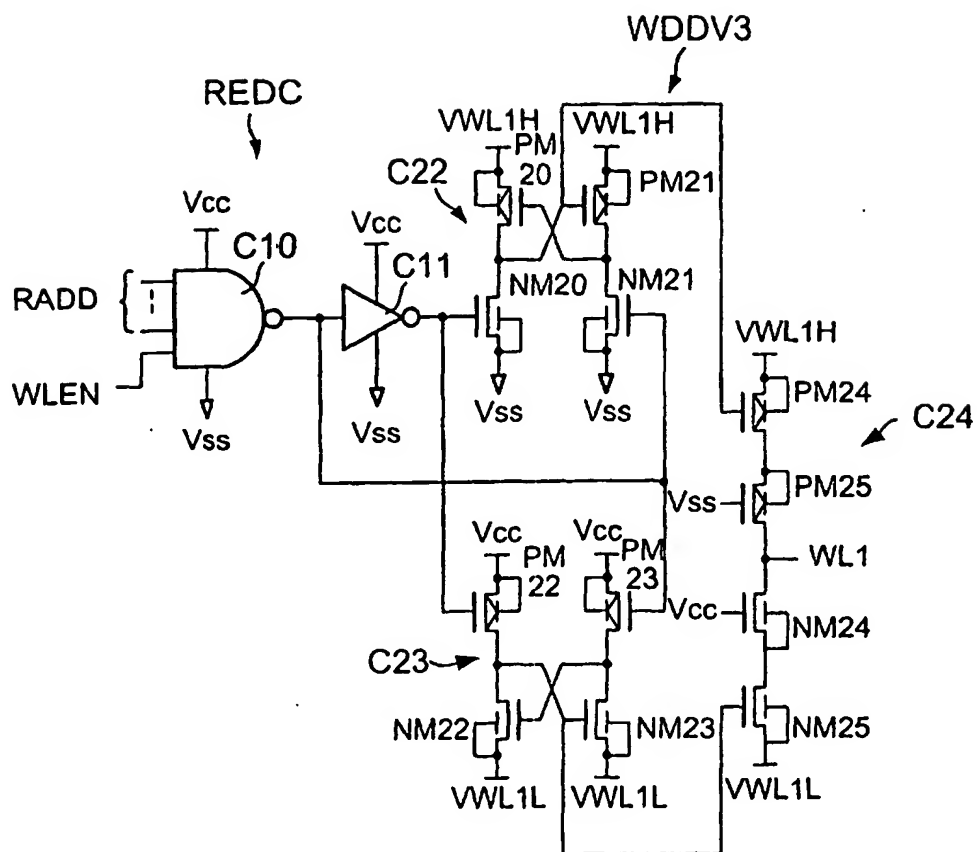 WDDV3
REDC
VWL1H
VWL1H
PM
20
PM21
C22
Vcc
C10
Vcc
C11
RADD
NM20
NM21
WLEN
Vss
Vss
Vss
Vss
VWL1H
PM24
C24
PM25
Vss
WL1
Vcc
PM
22
Vcc
PM
23
Vcc
NM24
C23
NM22
NM23
NM25
VWL1L
VWL1L
VWL1L